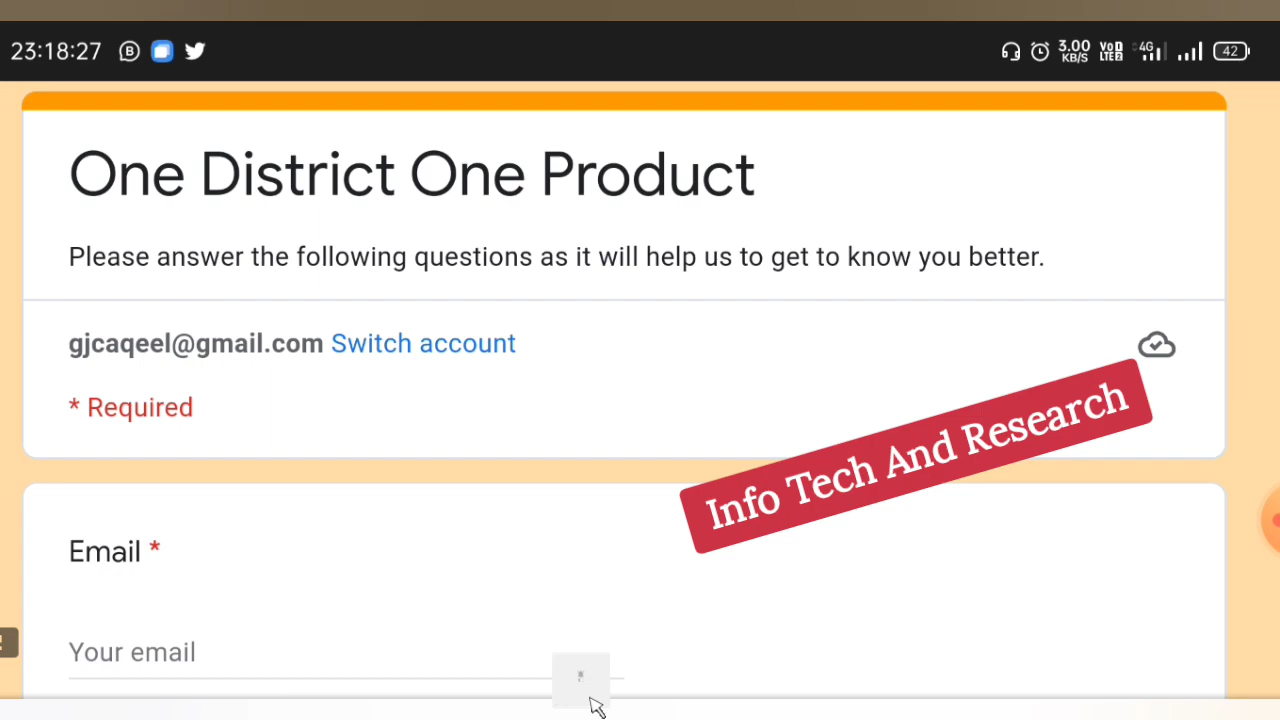 23:18:27 B 3.00 KB/S VoD LTE2 4G 42
One District One Product
Please answer the following questions as it will help us to get to know you better.
gjcaqeel@gmail.com Switch account
* Required
Info Tech And Research
Email *
Your email